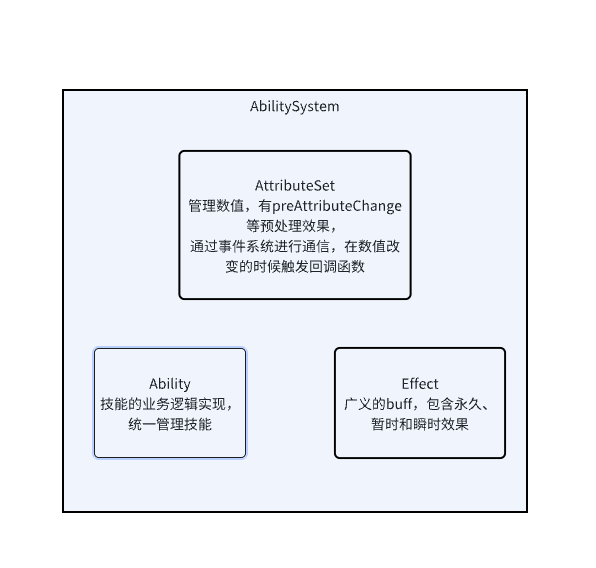 AbilitySystem
AttributeSet
管理数值，有preAttributeChange
等预处理效果，
通过事件系统进行通信，在数值改
变的时候触发回调函数
Ability
技能的业务逻辑实现，
统一管理技能
Effect
广义的buff，包含永久、
暂时和瞬时效果